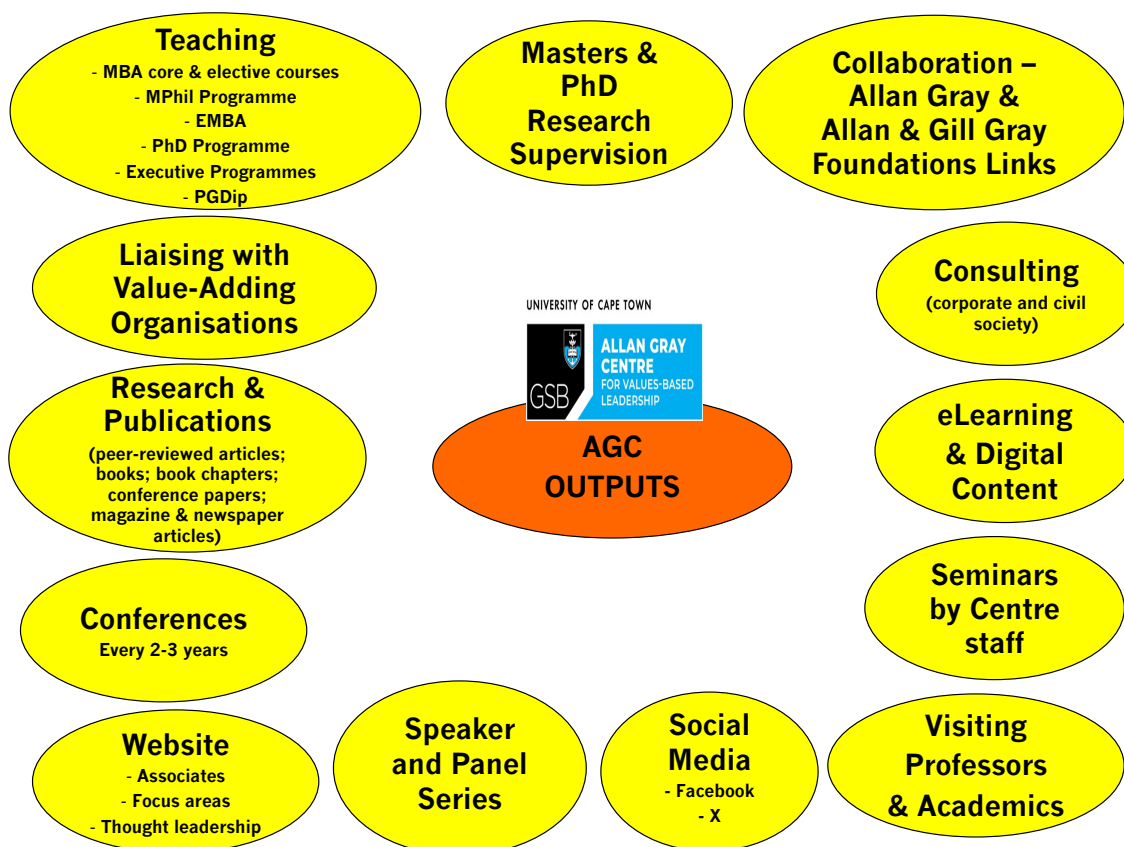 Teaching
- MBA core & elective courses
- MPhil Programme
- EMBA
- PhD Programme
- Executive Programmes
- PGDip
Masters &
PhD
Research
Supervision
Collaboration –
Allan Gray &
Allan & Gill Gray
Foundations Links
Liaising with
Value-Adding
Organisations
Consulting
(corporate and civil
society)
UNIVERSITY OF CAPE TOWN
GSB
ALLAN GRAY
CENTRE
FOR VALUES-BASED
LEADERSHIP
AGC
OUTPUTS
Research &
Publications
(peer-reviewed articles;
books; book chapters;
conference papers;
magazine & newspaper
articles)
eLearning
& Digital
Content
Conferences
Every 2-3 years
Seminars
by Centre
staff
Website
- Associates
- Focus areas
- Thought leadership
Speaker
and Panel
Series
Social
Media
- Facebook
- X
Visiting
Professors
& Academics